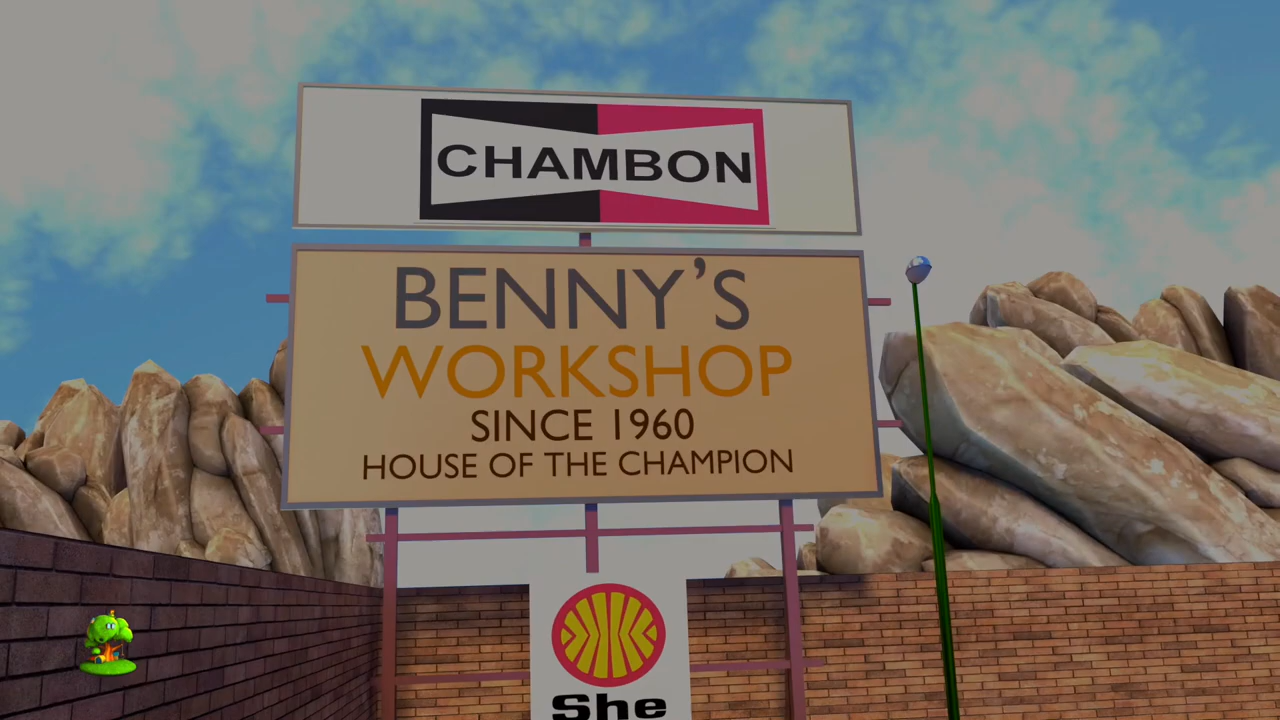 CHAMBON
BENNY'S
WORKSHOP
SINCE 1960
HOUSE OF THE CHAMPION
She